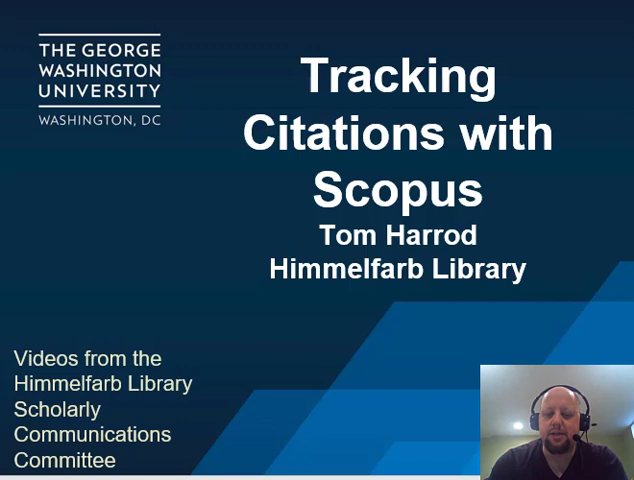 THE GEORGE
WASHINGTON
UNIVERSITY
WASHINGTON, DC
Tracking
Citations with
Scopus
Tom Harrod
Himmelfarb Library
Videos from the
Himmelfarb Library
Scholarly
Communications
Committee